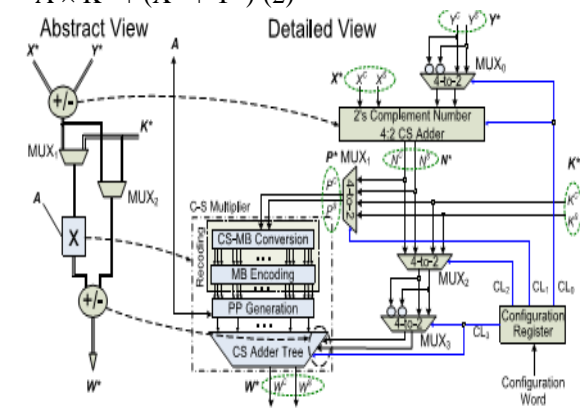 A × K* + (X* + Y*) (2)
Abstract View
Detailed View
X*
Y*
A
Y^C Y^S Y*
+/-
MUX0
4-to-2
X* X^C X^S
2's Complement Number
4:2 CS Adder
K*
MUX1
P* MUX1
N^C N^S N*
K*
P^C
P^S
4-to-2
K^C
K^S
MUX2
A
X
C-S Multiplier
Recoding
CS-MB Conversion
MB Encoding
PP Generation
CS Adder Tree
4-to-2
MUX2
CL2
CL1
CL0
+/-
4-to-2
MUX3
CL3
Configuration
Register
W*
W* W^C W^S
Configuration
Word